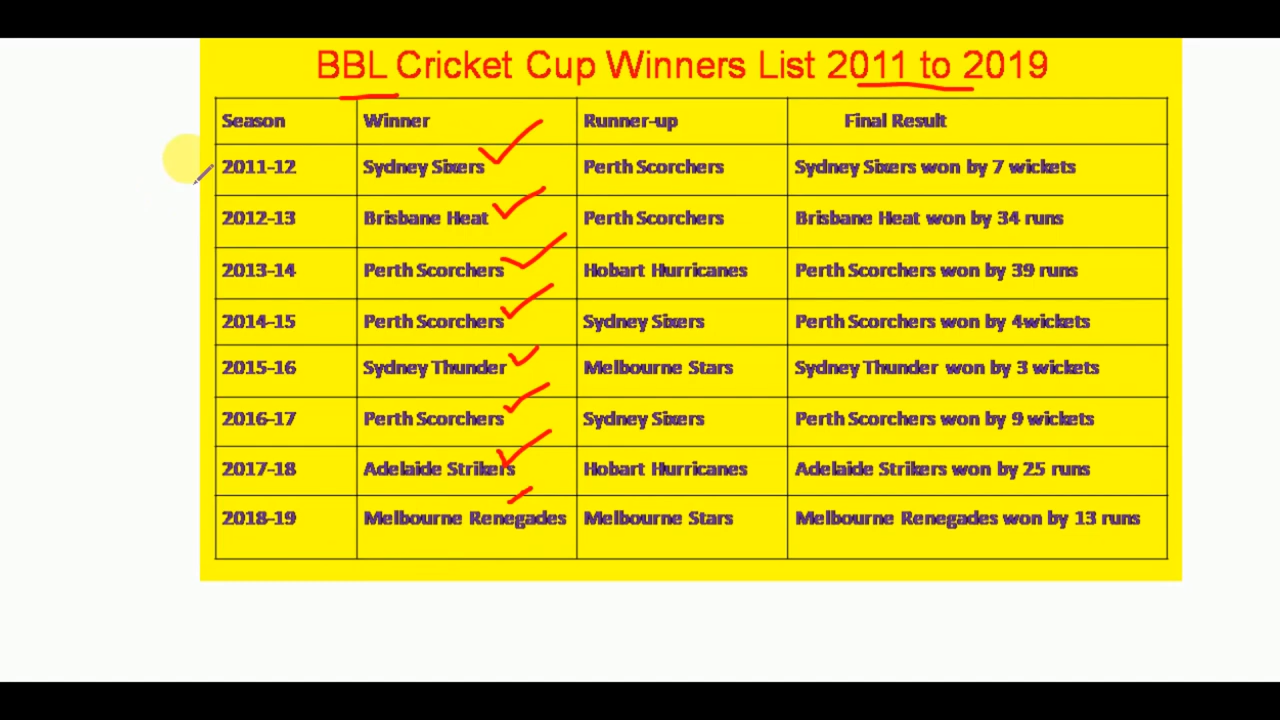 BBL Cricket Cup Winners List 2011 to 2019
Season Winner Runner-up Final Result
2011-12 Sydney Sixers Perth Scorchers Sydney Sixers won by 7 wickets
2012-13 Brisbane Heat Perth Scorchers Brisbane Heat won by 34 runs
2013-14 Perth Scorchers Hobart Hurricanes Perth Scorchers won by 39 runs
2014-15 Perth Scorchers Sydney Sixers Perth Scorchers won by 4wickets
2015-16 Sydney Thunder Melbourne Stars Sydney Thunder won by 3 wickets
2016-17 Perth Scorchers Sydney Sixers Perth Scorchers won by 9 wickets
2017-18 Adelaide Strikers Hobart Hurricanes Adelaide Strikers won by 25 runs
2018-19 Melbourne Renegades Melbourne Stars Melbourne Renegades won by 13 runs